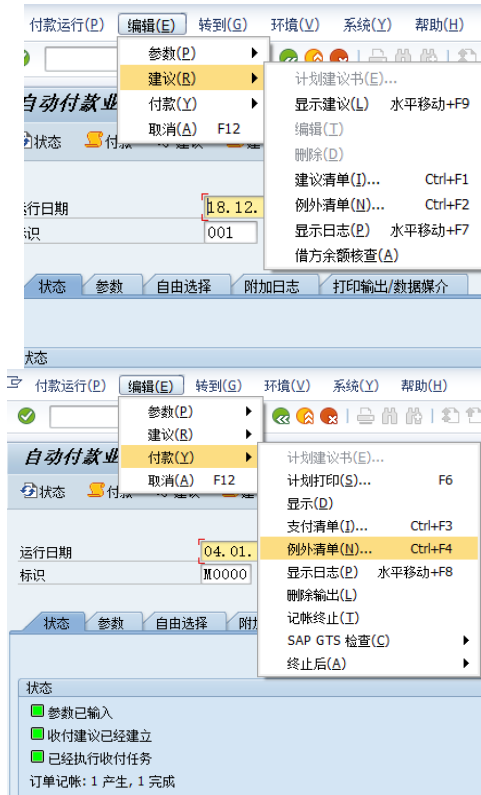 付款运行(P) 编辑(E) 转到(G) 环境(V) 系统(Y) 帮助(H)
参数(P)
建议(R)
付款(Y)
取消(A) F12
计划建议书(E)...
显示建议(L) 水平移动+F9
编辑(I)
删除(D)
建议清单(I)... Ctrl+F1
例外清单(N)... Ctrl+F2
显示日志(P) 水平移动+F7
借方余额核查(A)
自动付款业
状态
行日期 18.12.
识 001
状态 参数 自由选择 附加日志 打印输出/数据媒介
状态
付款运行(P) 编辑(E) 转到(G) 环境(V) 系统(Y) 帮助(H)
参数(P)
建议(R)
付款(Y)
取消(A) F12
计划建议书(E)...
计划打印(S)... F6
显示(D)
支付清单(I)... Ctrl+F3
例外清单(N)... Ctrl+F4
显示日志(P) 水平移动+F8
删除输出(L)
记帐终止(T)
SAP GTS 检查(C)
终止后(A)
自动付款业
状态
运行日期 04.01.
标识 M0000
状态 参数 自由选择
状态
参数已输入
收付建议已经建立
已经执行收付任务
订单记帐: 1 产生, 1 完成